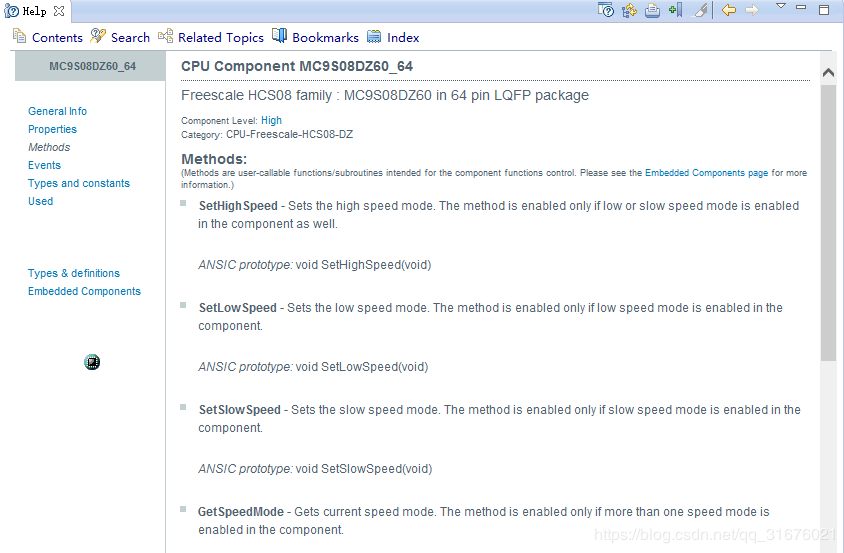 Help
Contents Search Related Topics Bookmarks Index
MC9S08DZ60_64
General Info
Properties
Methods
Events
Types and constants
Used
Types & definitions
Embedded Components
CPU Component MC9S08DZ60_64
Freescale HCS08 family : MC9S08DZ60 in 64 pin LQFP package
Component Level: High
Category: CPU-Freescale-HCS08-DZ
Methods:
(Methods are user-callable functions/subroutines intended for the component functions control. Please see the Embedded Components page for more
information.)
SetHighSpeed - Sets the high speed mode. The method is enabled only if low or slow speed mode is enabled
in the component as well.
ANSIC prototype: void SetHighSpeed(void)
SetLowSpeed - Sets the low speed mode. The method is enabled only if low speed mode is enabled in the
component.
ANSIC prototype: void SetLowSpeed(void)
SetSlowSpeed - Sets the slow speed mode. The method is enabled only if slow speed mode is enabled in the
component.
ANSIC prototype: void SetSlowSpeed(void)
GetSpeedMode - Gets current speed mode. The method is enabled only if more than one speed mode is
enabled in the component.
https://blog.csdn.net/qq_31676021